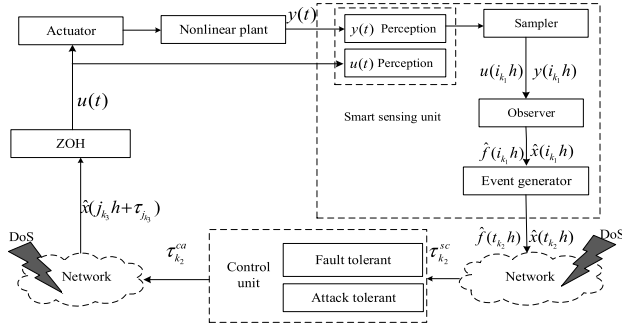 Actuator
Nonlinear plant
y(t)
y(t) Perception
u(t) Perception
Sampler
u(i_{k_1}h) y(i_{k_1}h)
Smart sensing unit
Observer
f̂(i_{k_1}h) x̂(i_{k_1}h)
Event generator
u(t)
ZOH
x̂(j_{k_3}h+τ_{j_{k_3}})
DoS
Network
τ_{k_2}^{ca}
Control
unit
Fault tolerant
Attack tolerant
τ_{k_2}^{sc}
f̂(t_{k_2}h) x̂(t_{k_2}h)
DoS
Network